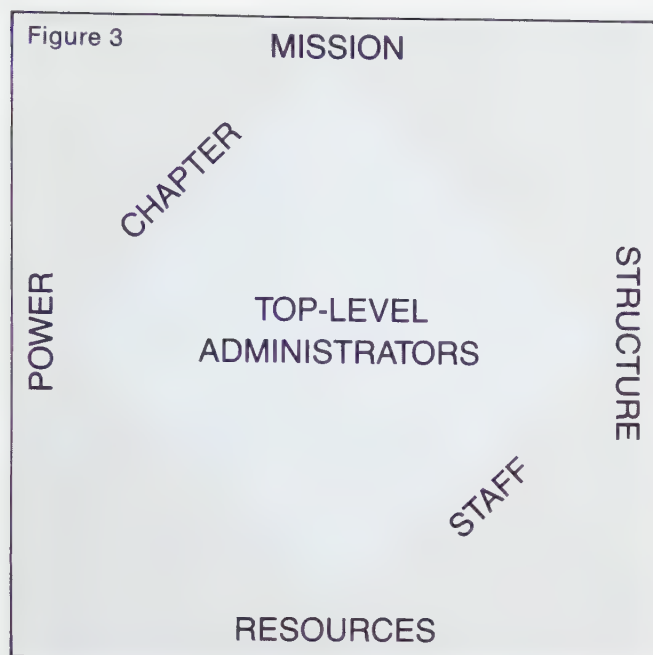 Figure 3
MISSION
CHAPTER
POWER
TOP-LEVEL
ADMINISTRATORS
STRUCTURE
STAFF
RESOURCES